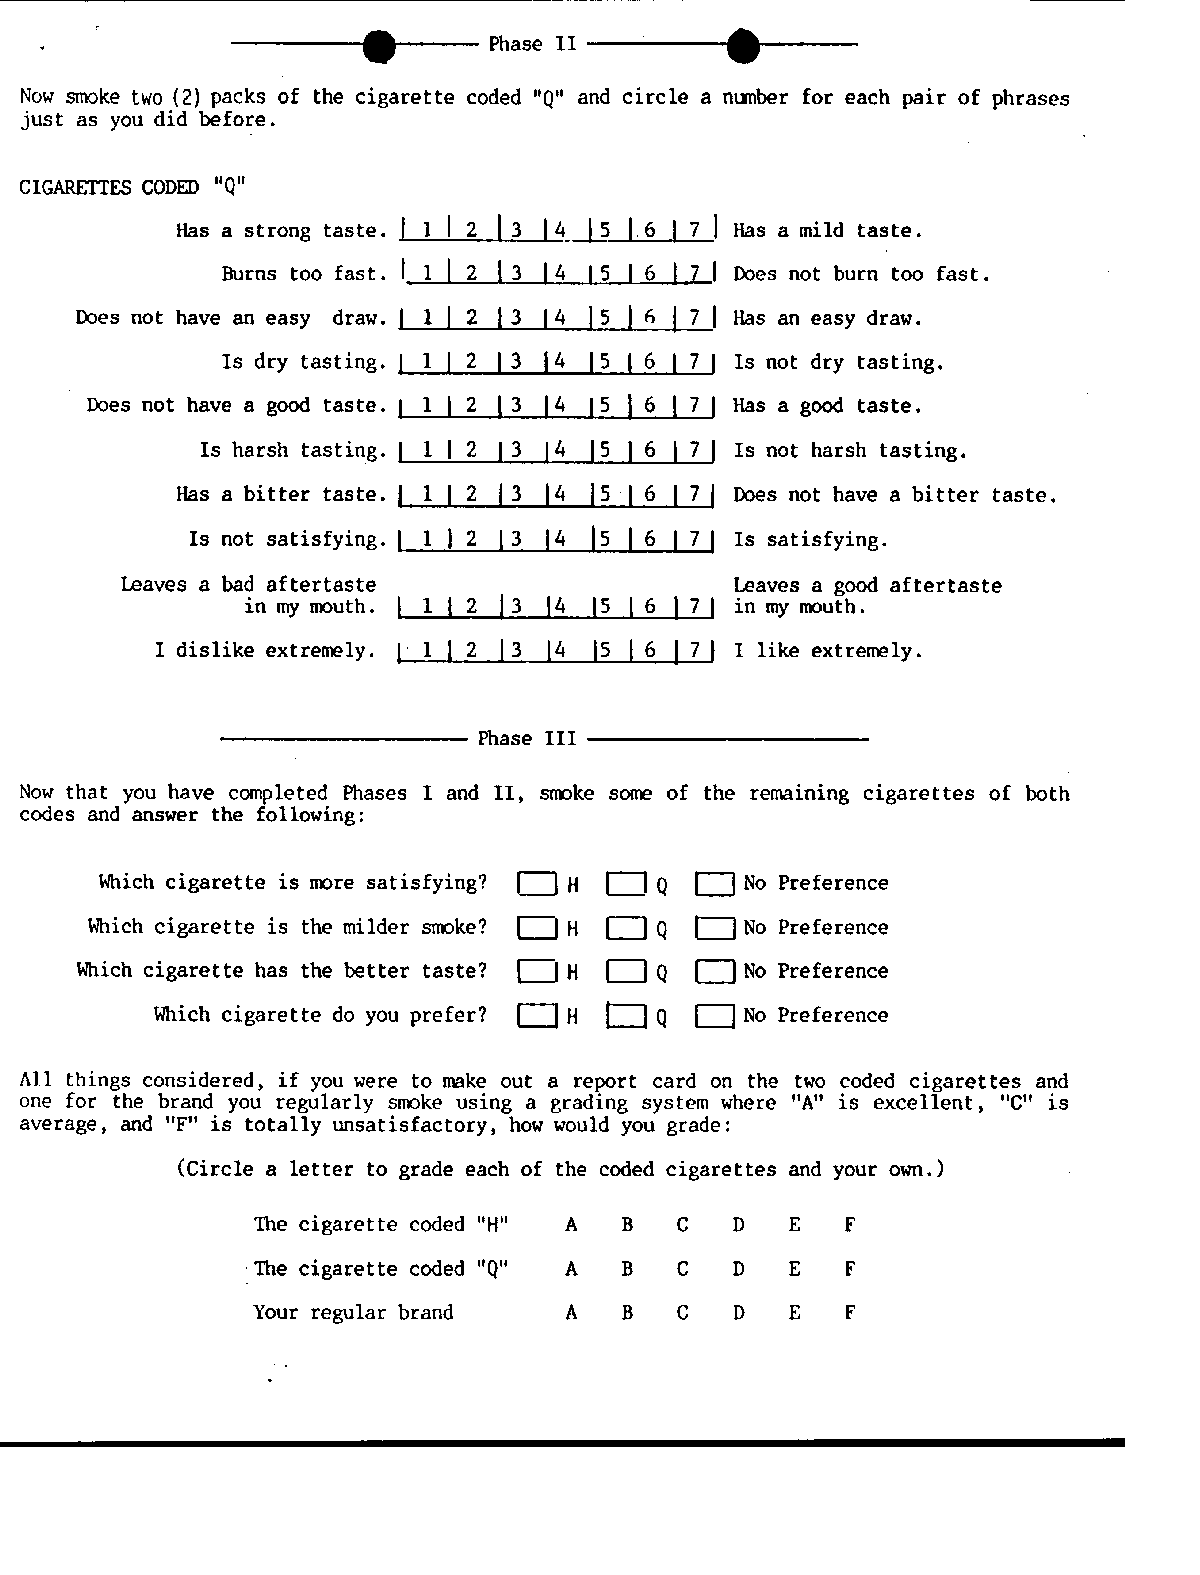 Phase II
Now smoke two (2) packs of the cigarette coded "Q" and circle a number for each pair of phrases
just as you did before.
CIGARETTES CODED "Q"
Has a strong taste. | 1 | 2 | 3 | 4 | 5 | 6 | 7 | Has a mild taste.
Burns too fast. | 1 | 2 | 3 | 4 | 5 | 6 | 7 | Does not burn too fast.
Does not have an easy draw. | 1 | 2 | 3 | 4 | 5 | 6 | 7 | Has an easy draw.
Is dry tasting. | 1 | 2 | 3 | 4 | 5 | 6 | 7 | Is not dry tasting.
Does not have a good taste. | 1 | 2 | 3 | 4 | 5 | 6 | 7 | Has a good taste.
Is harsh tasting. | 1 | 2 | 3 | 4 | 5 | 6 | 7 | Is not harsh tasting.
Has a bitter taste. | 1 | 2 | 3 | 4 | 5 | 6 | 7 | Does not have a bitter taste.
Is not satisfying. | 1 | 2 | 3 | 4 | 5 | 6 | 7 | Is satisfying.
Leaves a bad aftertaste Leaves a good aftertaste
in my mouth. | 1 | 2 | 3 | 4 | 5 | 6 | 7 | in my mouth.
I dislike extremely. | 1 | 2 | 3 | 4 | 5 | 6 | 7 | I like extremely.
Phase III
Now that you have completed Phases I and II, smoke some of the remaining cigarettes of both
codes and answer the following:
Which cigarette is more satisfying? H Q No Preference
Which cigarette is the milder smoke? H Q No Preference
Which cigarette has the better taste? H Q No Preference
Which cigarette do you prefer? H Q No Preference
All things considered, if you were to make out a report card on the two coded cigarettes and
one for the brand you regularly smoke using a grading system where "A" is excellent, "C" is
average, and "F" is totally unsatisfactory, how would you grade:
(Circle a letter to grade each of the coded cigarettes and your own.)
The cigarette coded "H" A B C D E F
The cigarette coded "Q" A B C D E F
Your regular brand A B C D E F